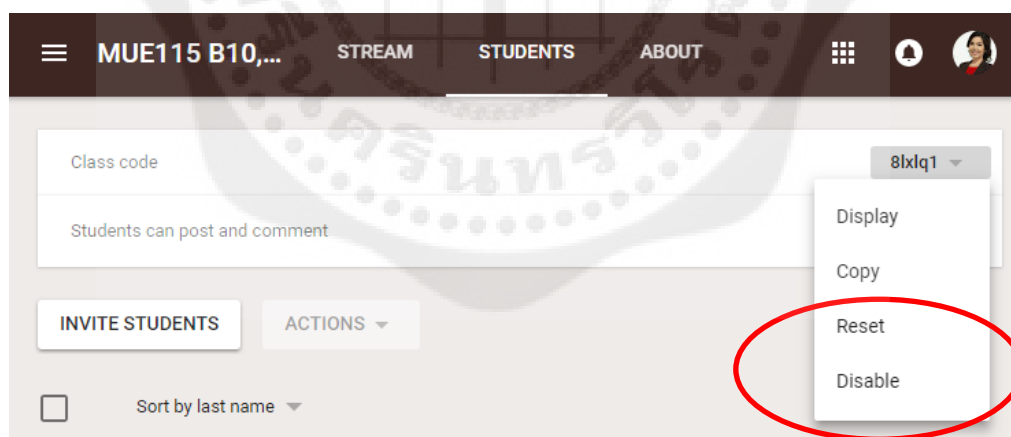 MUE115 B10,... STREAM STUDENTS ABOUT
Class code 8lxlq1
Students can post and comment
Display
Copy
INVITE STUDENTS ACTIONS
Reset
Disable
Sort by last name